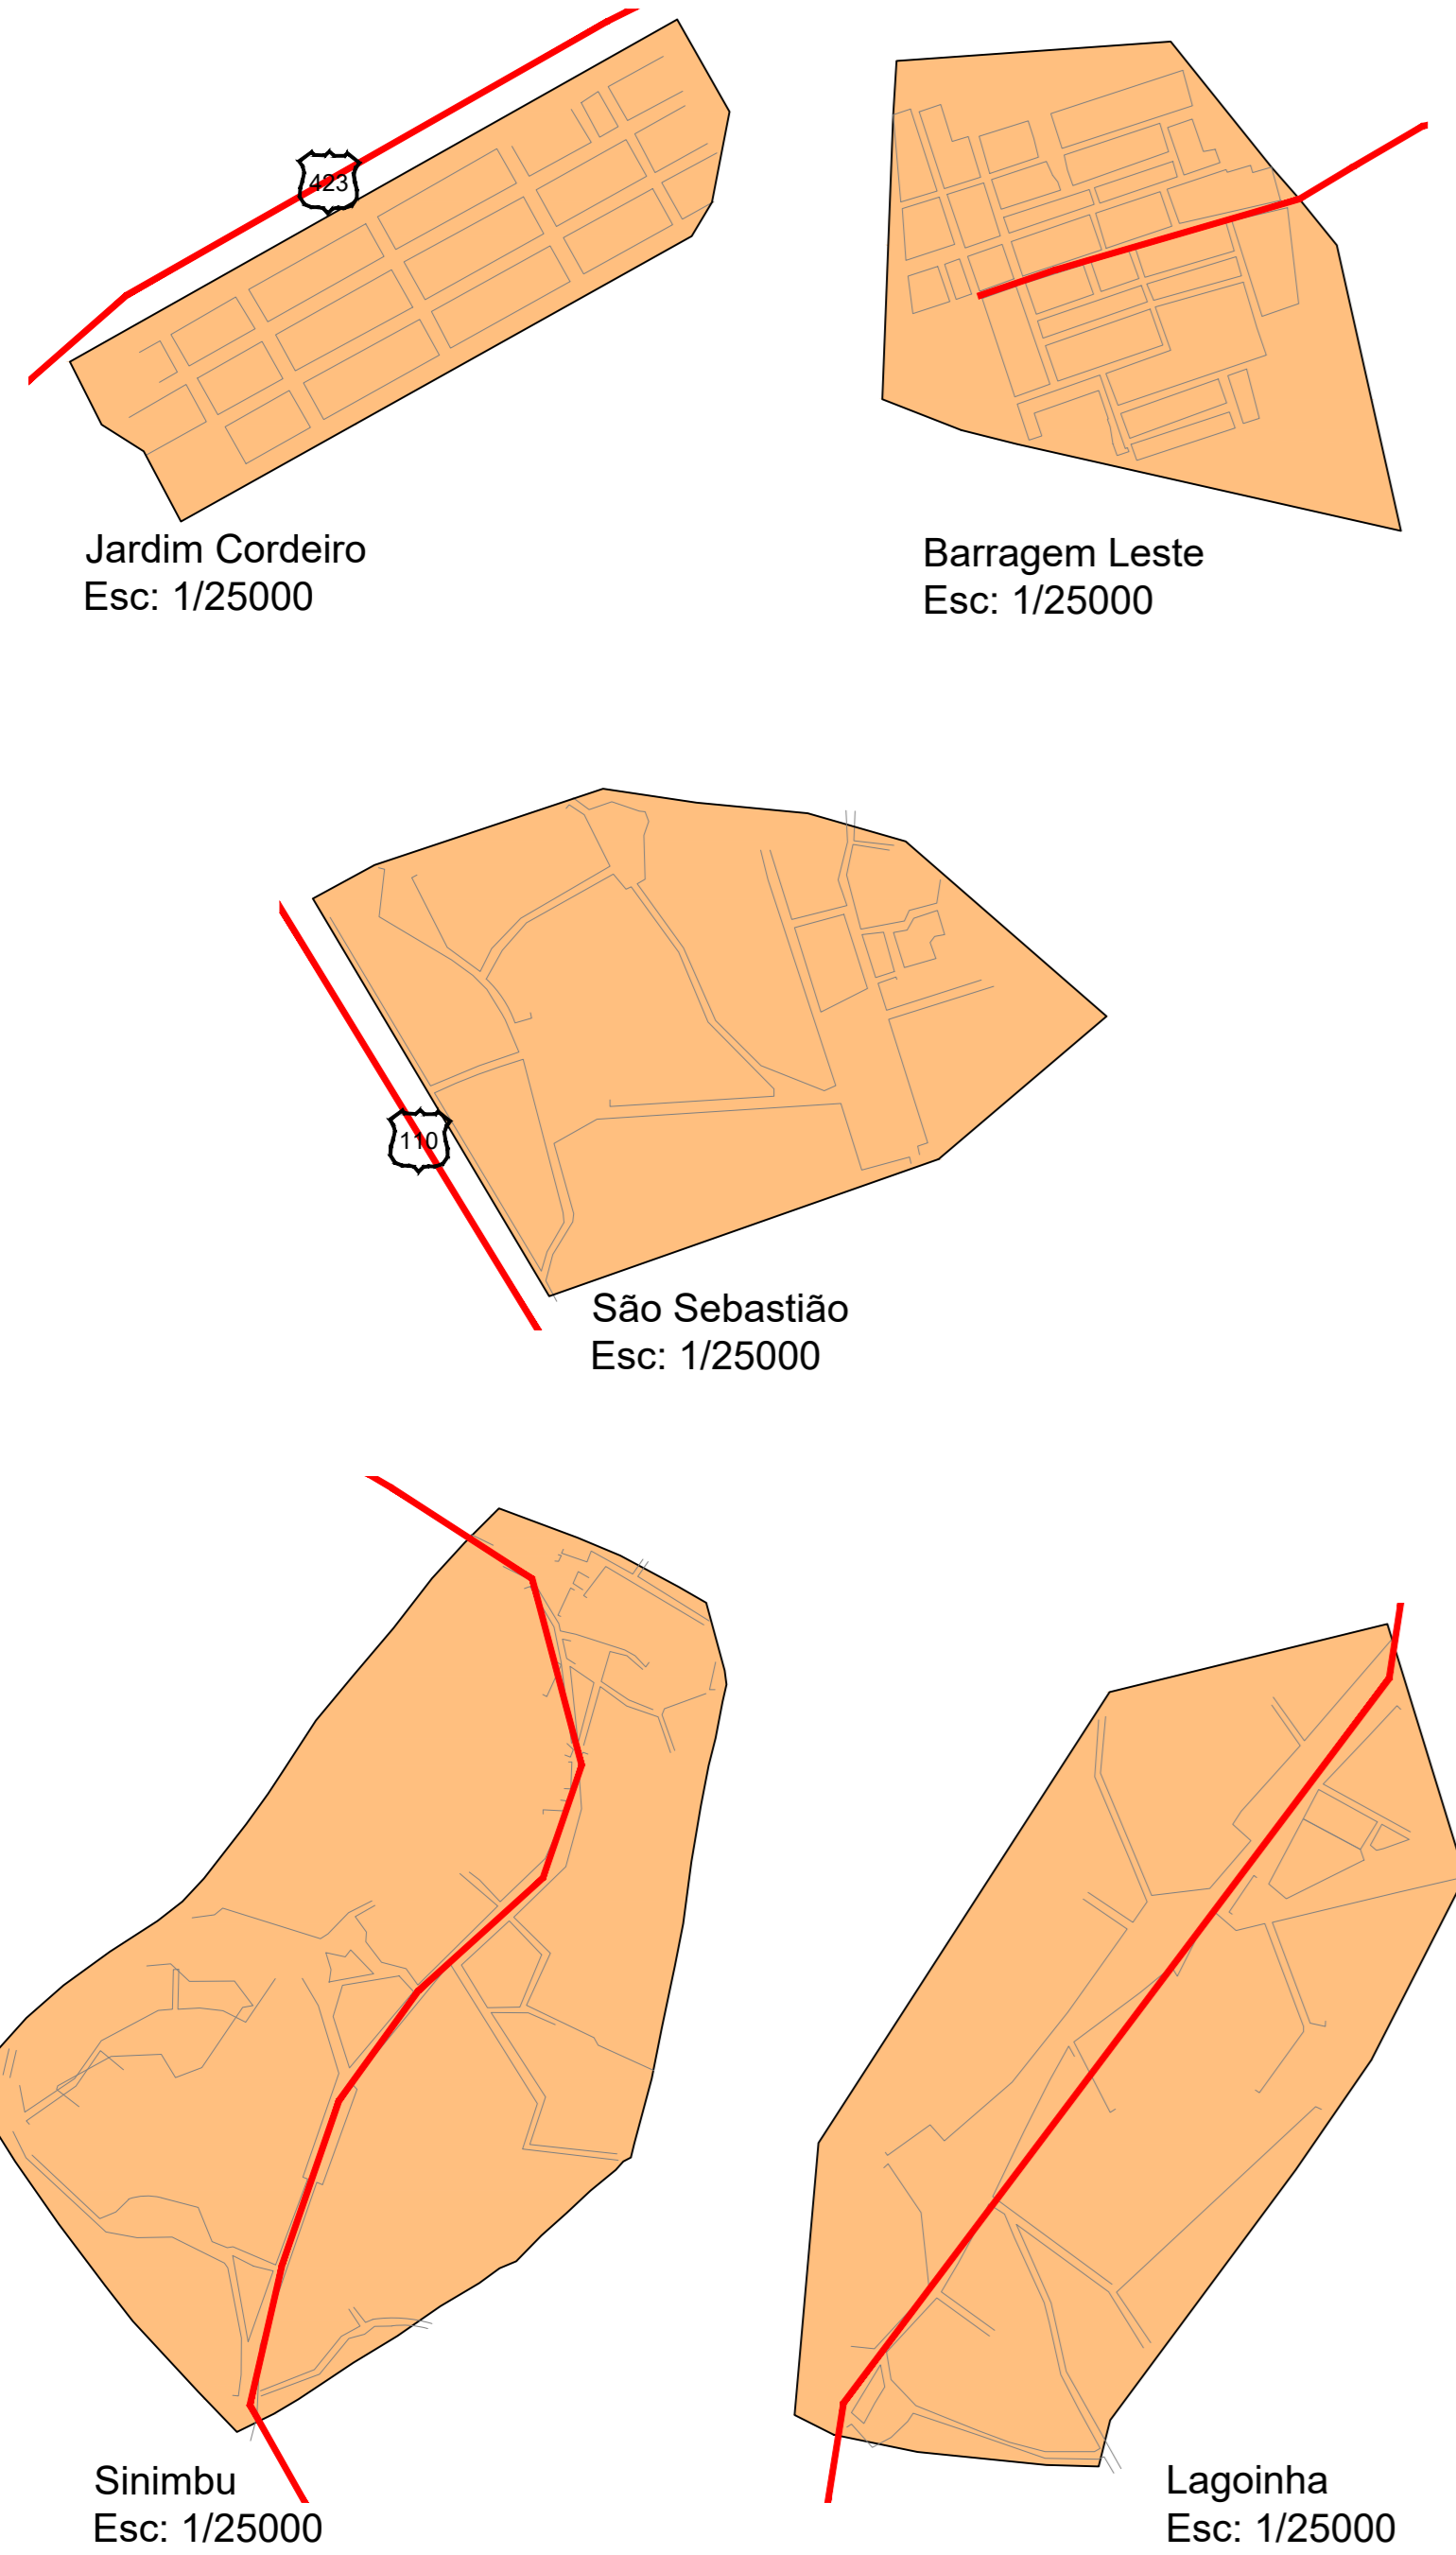 423
Jardim Cordeiro
Esc: 1/25000
Barragem Leste
Esc: 1/25000
110
São Sebastião
Esc: 1/25000
Sinimbu
Esc: 1/25000
Lagoinha
Esc: 1/25000